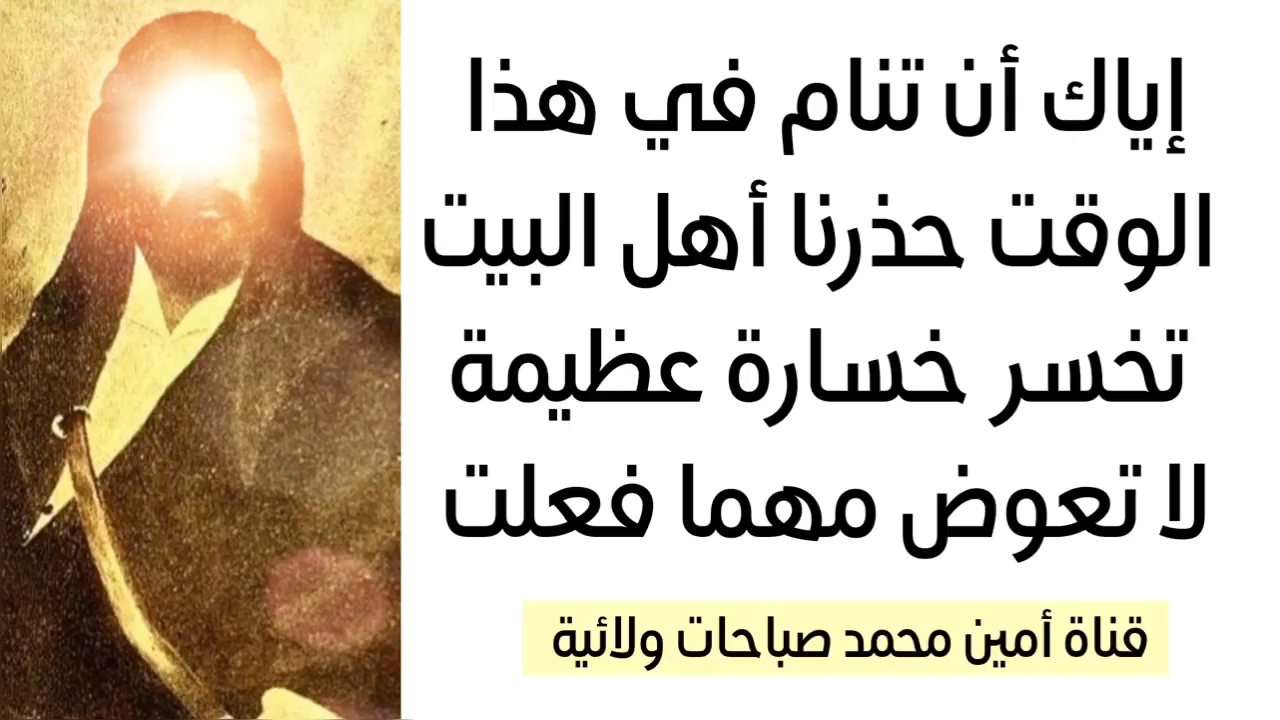 إياك أن تنام في هذا
الوقت حذرنا أهل البيت
تخسر خسارة عظيمة
لا تعوض مهما فعلت
قناة أمين محمد صباحات ولائية